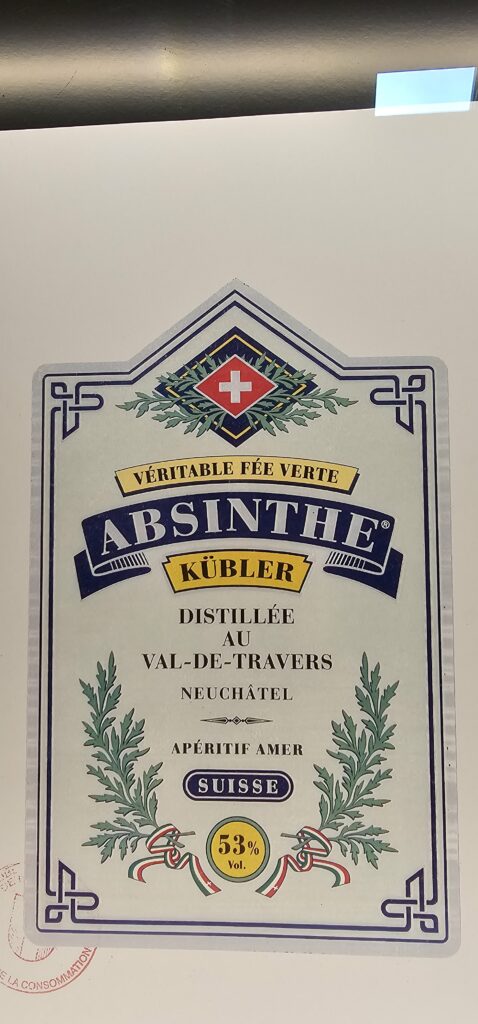 VÉRITABLE FÉE VERTE
ABSINTHE®
KÜBLER
DISTILLÉE
AU
VAL-DE-TRAVERS
NEUCHÂTEL
APÉRITIF AMER
SUISSE
53%
Vol.
LA CONSOMMATION